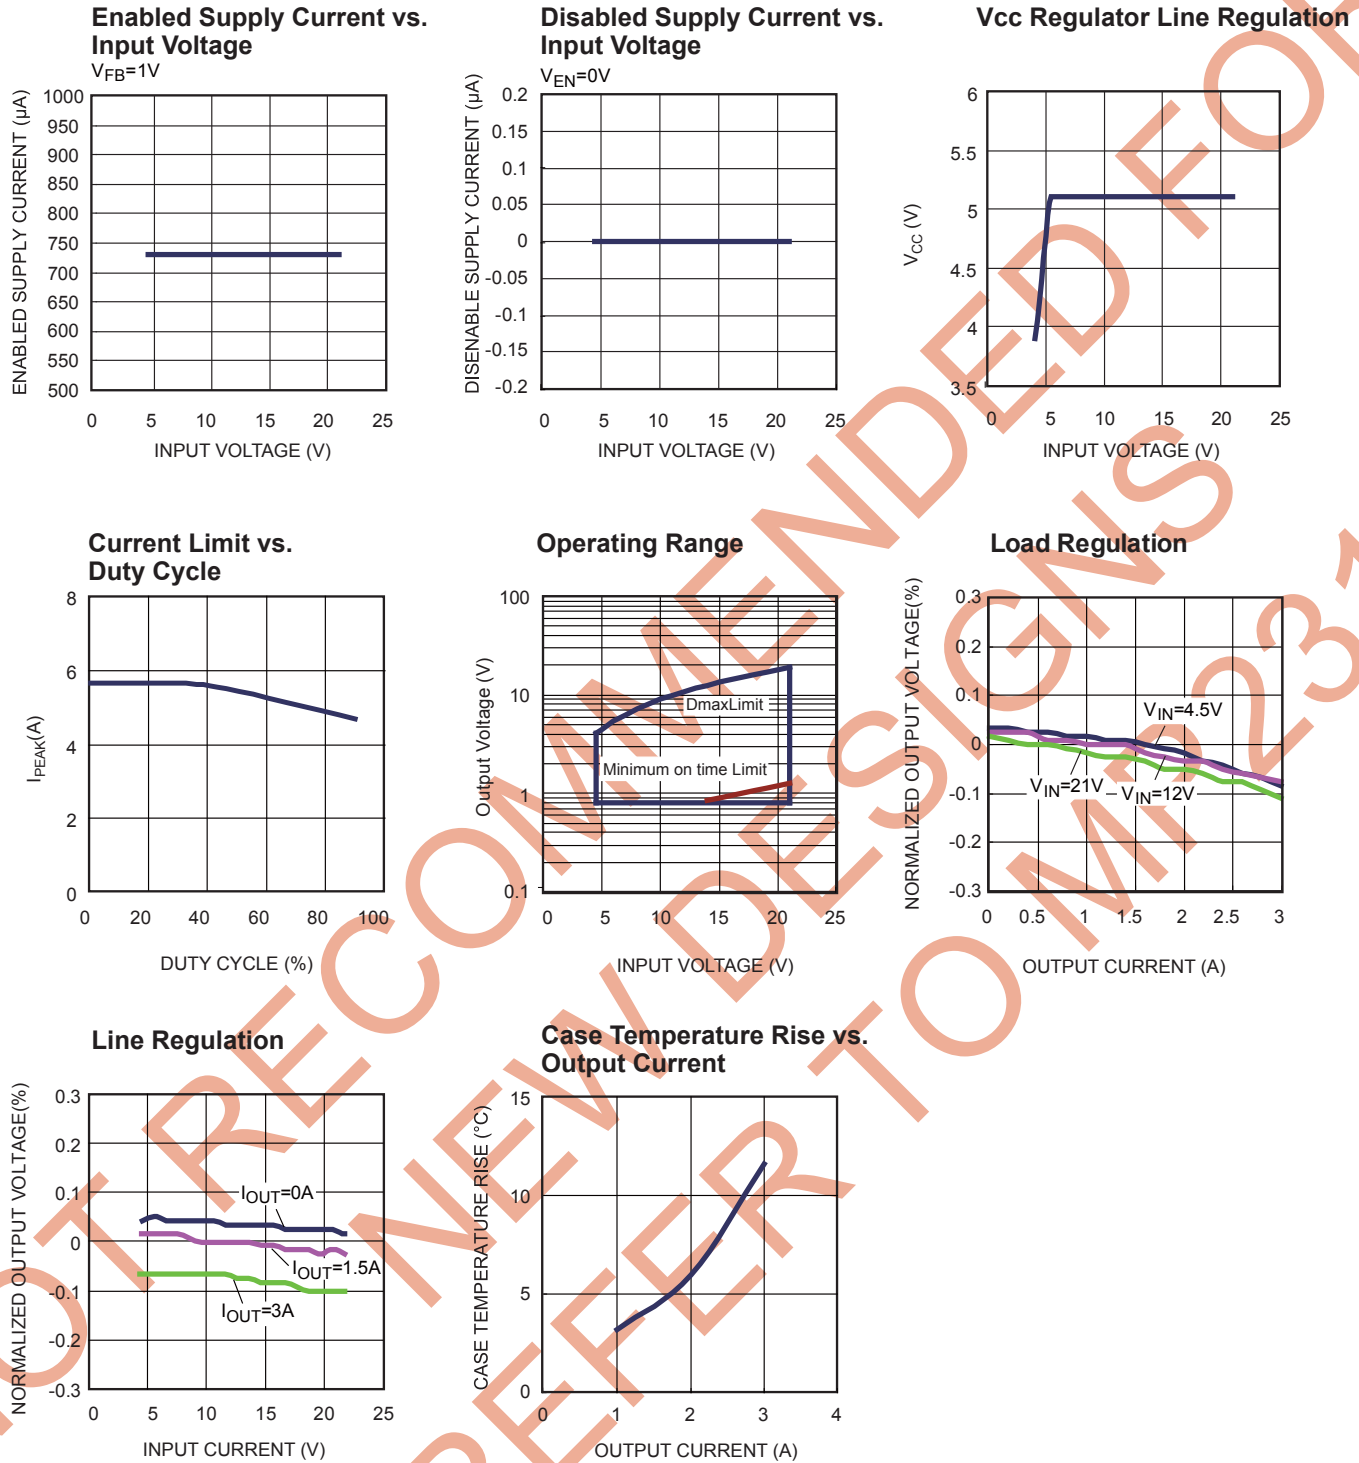 Enabled Supply Current vs.
Input Voltage
VFB=1V
ENABLED SUPPLY CURRENT (µA)
1000
950
900
850
800
750
700
650
600
550
500
0 5 10 15 20 25
INPUT VOLTAGE (V)
Disabled Supply Current vs.
Input Voltage
VEN=0V
DISENABLE SUPPLY CURRENT (µA)
0.2
0.15
0.1
0.05
0
-0.05
-0.1
-0.15
-0.2
0 5 10 15 20 25
INPUT VOLTAGE (V)
Vcc Regulator Line Regulation
VCC (V)
6
5.5
5
4.5
4
3.5
0 5 10 15 20 25
INPUT VOLTAGE (V)
Current Limit vs.
Duty Cycle
IPEAK(A)
8
6
4
2
0
0 20 40 60 80 100
DUTY CYCLE (%)
Operating Range
Output Voltage (V)
100
10
1
0.1
DmaxLimit
Minimum on time Limit
0 5 10 15 20 25
INPUT VOLTAGE (V)
Load Regulation
NORMALIZED OUTPUT VOLTAGE(%)
0.3
0.2
0.1
0
-0.1
-0.2
-0.3
VIN=4.5V
VIN=21V
VIN=12V
0 0.5 1 1.5 2 2.5 3
OUTPUT CURRENT (A)
Line Regulation
NORMALIZED OUTPUT VOLTAGE(%)
0.3
0.2
0.1
0
-0.1
-0.2
-0.3
IOUT=0A
IOUT=1.5A
IOUT=3A
0 5 10 15 20 25
INPUT CURRENT (V)
Case Temperature Rise vs.
Output Current
CASE TEMPERATURE RISE (°C)
15
10
5
0
0 1 2 3 4
OUTPUT CURRENT (A)
RECOMMENDED FOR
NEW DESIGNS
REFER TO